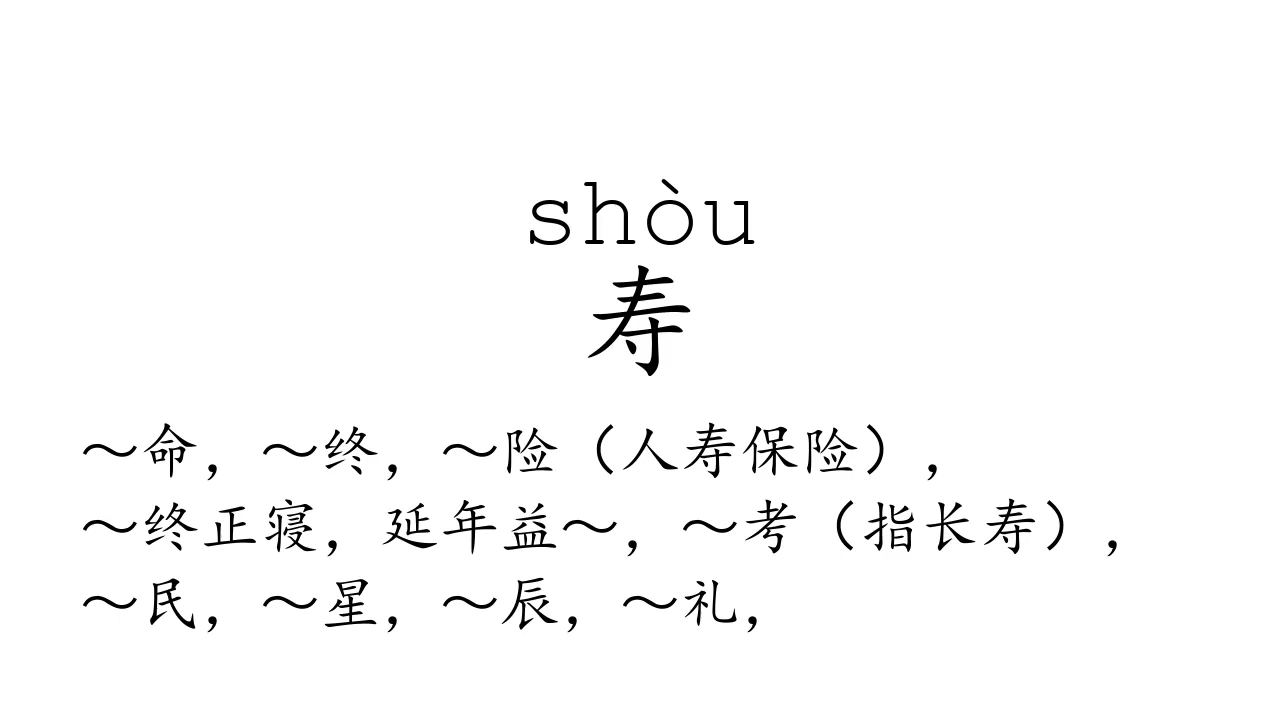 shòu
寿
～命，～终，～险（人寿保险），
～终正寝，延年益～，～考（指长寿），
～民，～星，～辰，～礼，